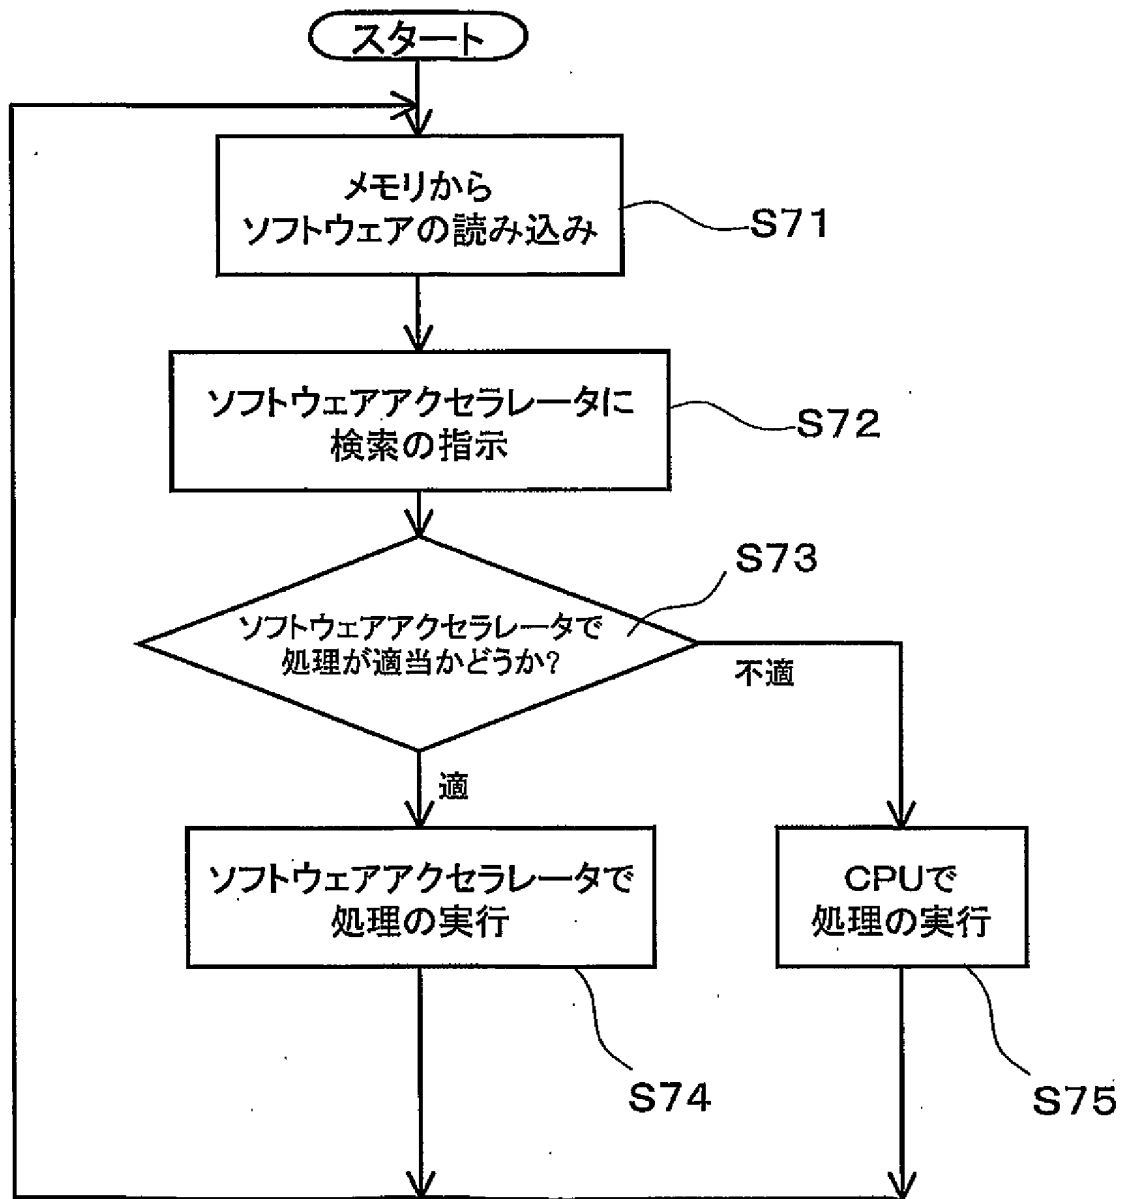 スタート
メモリから
ソフトウェアの読み込み
S71
ソフトウェアアクセラレータに
検索の指示
S72
S73
ソフトウェアアクセラレータで
処理が適当かどうか?
不適
適
ソフトウェアアクセラレータで
処理の実行
CPUで
処理の実行
S74
S75